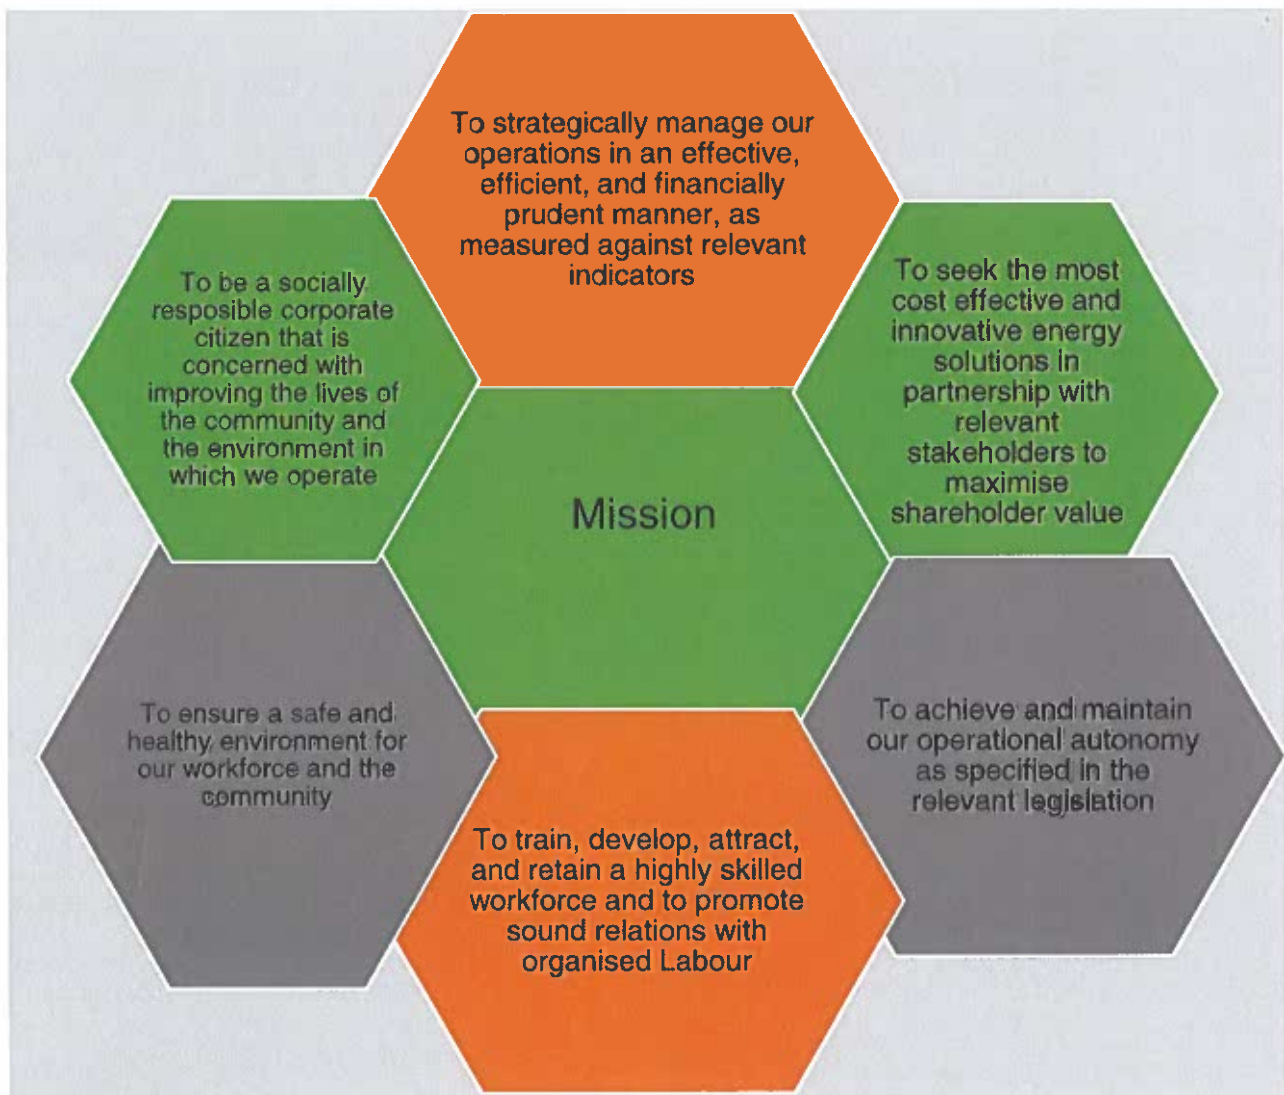 To strategically manage our
operations in an effective,
efficient, and financially
prudent manner, as
measured against relevant
indicators
To be a socially
resposible corporate
citizen that is
concerned with
improving the lives of
the community and
the environment in
which we operate
To seek the most
cost effective and
innovative energy
solutions in
partnership with
relevant
stakeholders to
maximise
shareholder value
Mission
To ensure a safe and
healthy environment for
our workforce and the
community
To achieve and maintain
our operational autonomy
as specified in the
relevant legislation
To train, develop, attract,
and retain a highly skilled
workforce and to promote
sound relations with
organised Labour